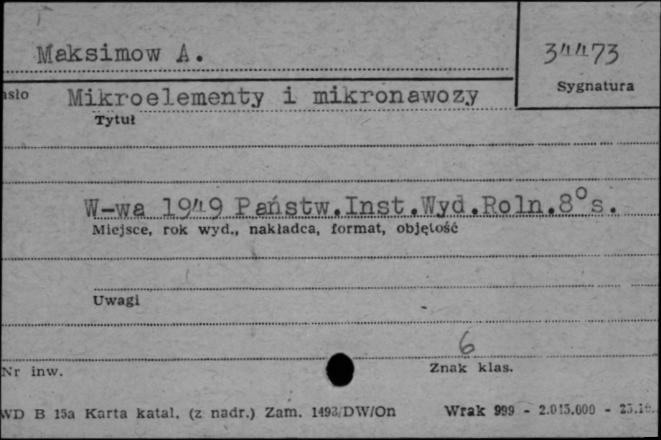 Maksimow A.
34473
Sygnatura
Mikroelementy i mikronawozy
Tytuł
W-wa 1949 Państw.Inst.Wyd.Roln.8°s.
Miejsce, rok wyd., nakładca, format, objętość
Uwagi
6
Nr inw.
Znak klas.
WD B 15a Karta katal. (z nadr.) Zam. 1493/DW/On
Wrak 999 - 2.015.000 -